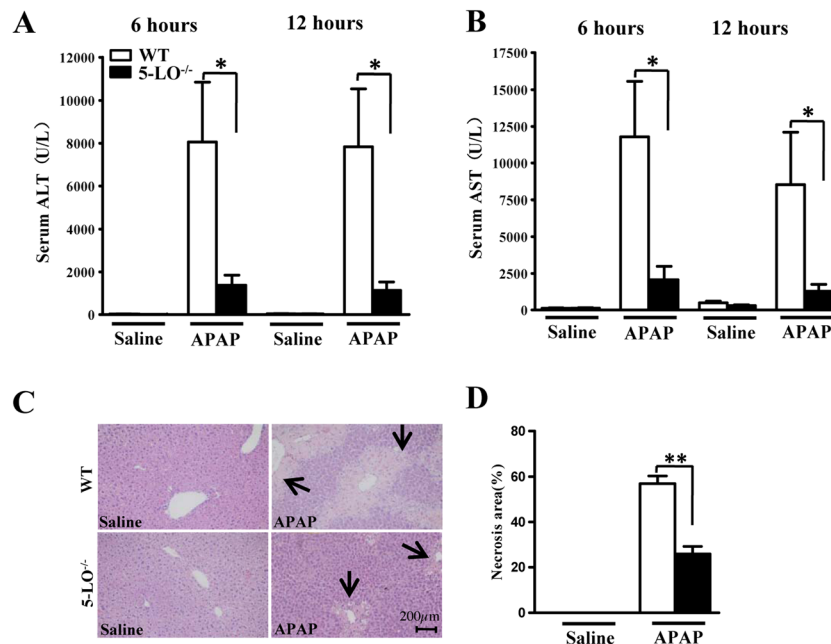 A
6 hours
12 hours
WT
5-LO-/-
Serum ALT (U/L)
12000
10000
8000
6000
4000
2000
0
*
*
Saline
APAP
Saline
APAP
B
6 hours
12 hours
Serum AST (U/L)
17500
15000
12500
10000
7500
5000
2500
0
*
*
Saline
APAP
Saline
APAP
C
WT
Saline
APAP
5-LO-/-
Saline
APAP
200μm
D
Necrosis area(%)
80
60
40
20
0
**
Saline
APAP